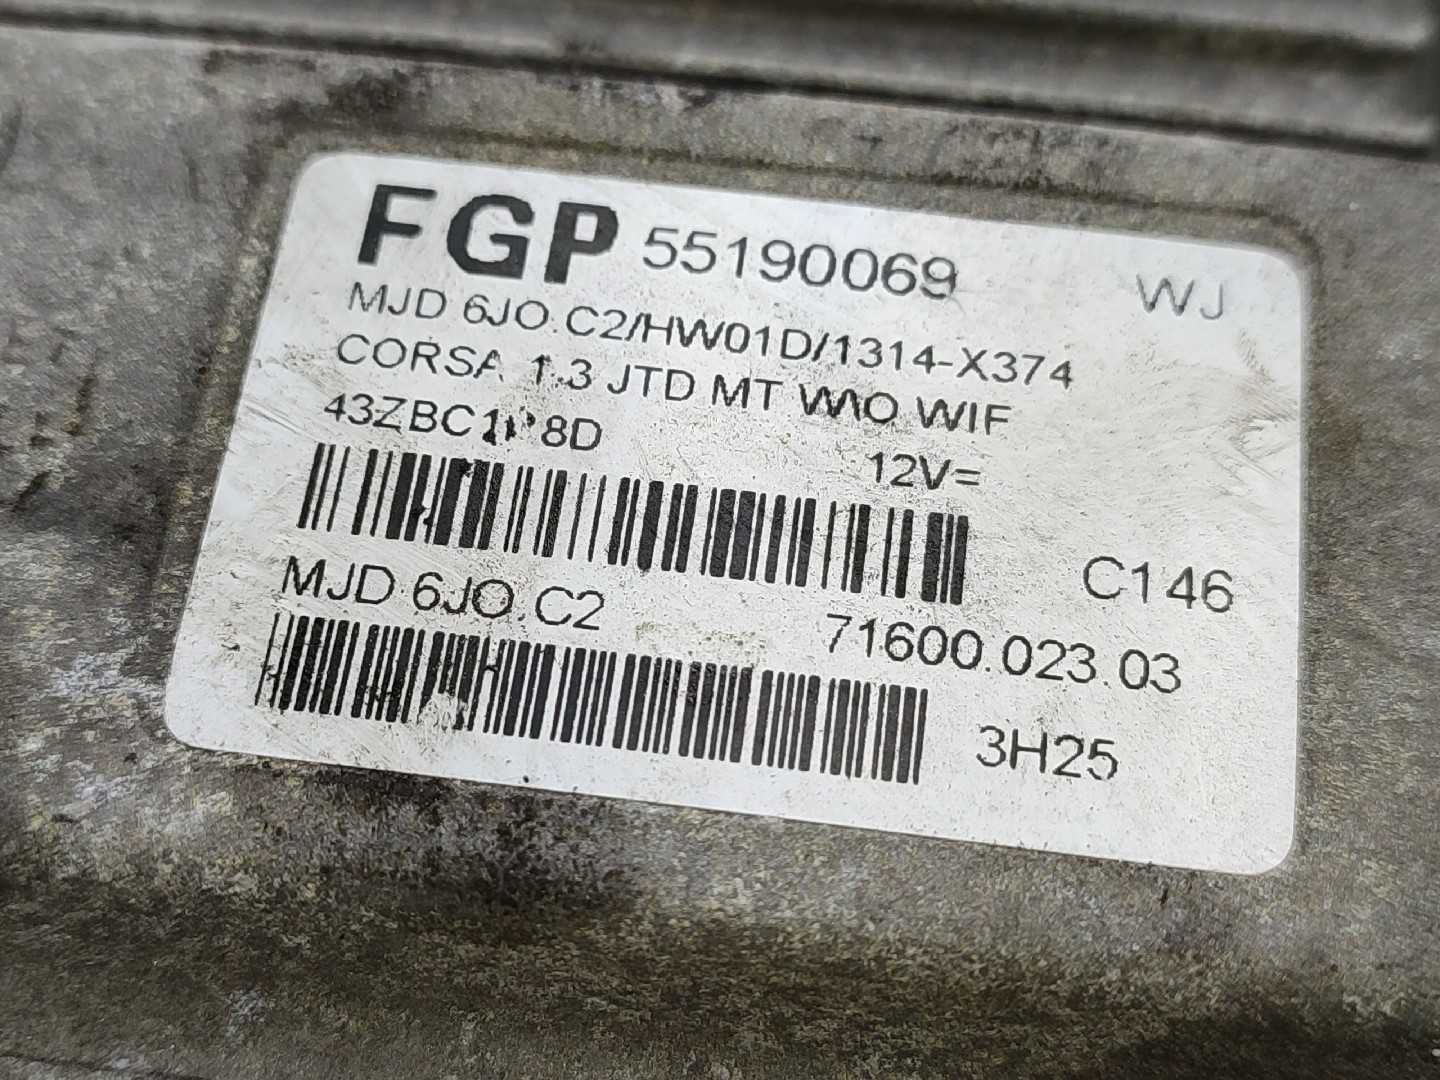 FGP 55190069 WJ
MJD 6JO.C2/HW01D/1314-X374
CORSA 1.3 JTD MT W\O WIF
12V=
C146
MJD 6JO.C2 71600.023.03
3H25